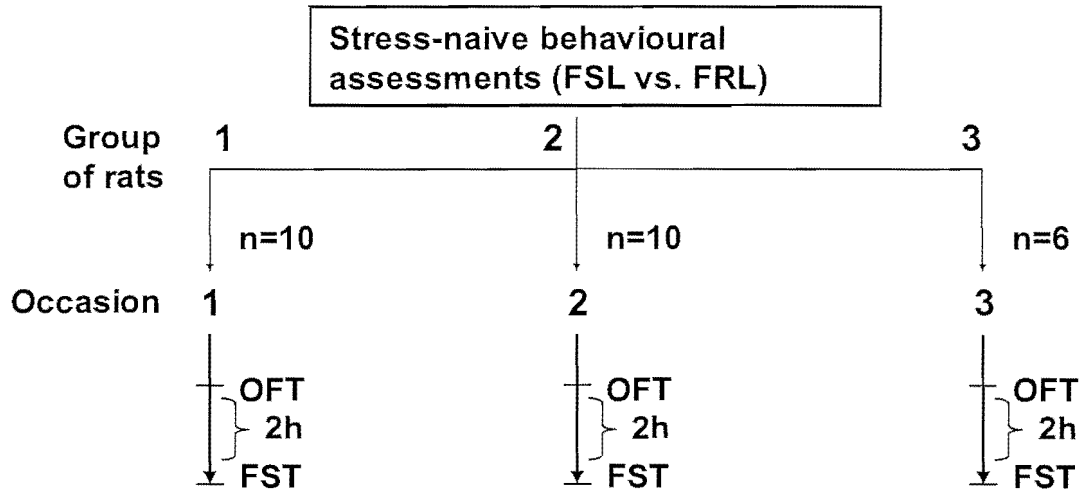 Stress-naive behavioural
assessments (FSL vs. FRL)
Group
of rats
1 2 3
n=10 n=10 n=6
Occasion 1 2 3
OFT OFT OFT
2h 2h 2h
FST FST FST